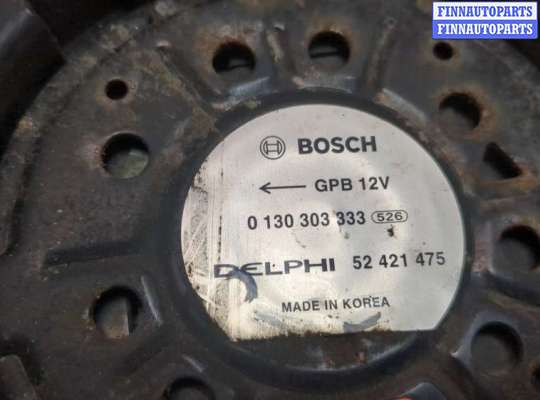 FINNAUTOPARTS
FINNAUTOPARTS
BOSCH
GPB 12V
0 130 303 333 526
DELPHI 52 421 475
MADE IN KOREA